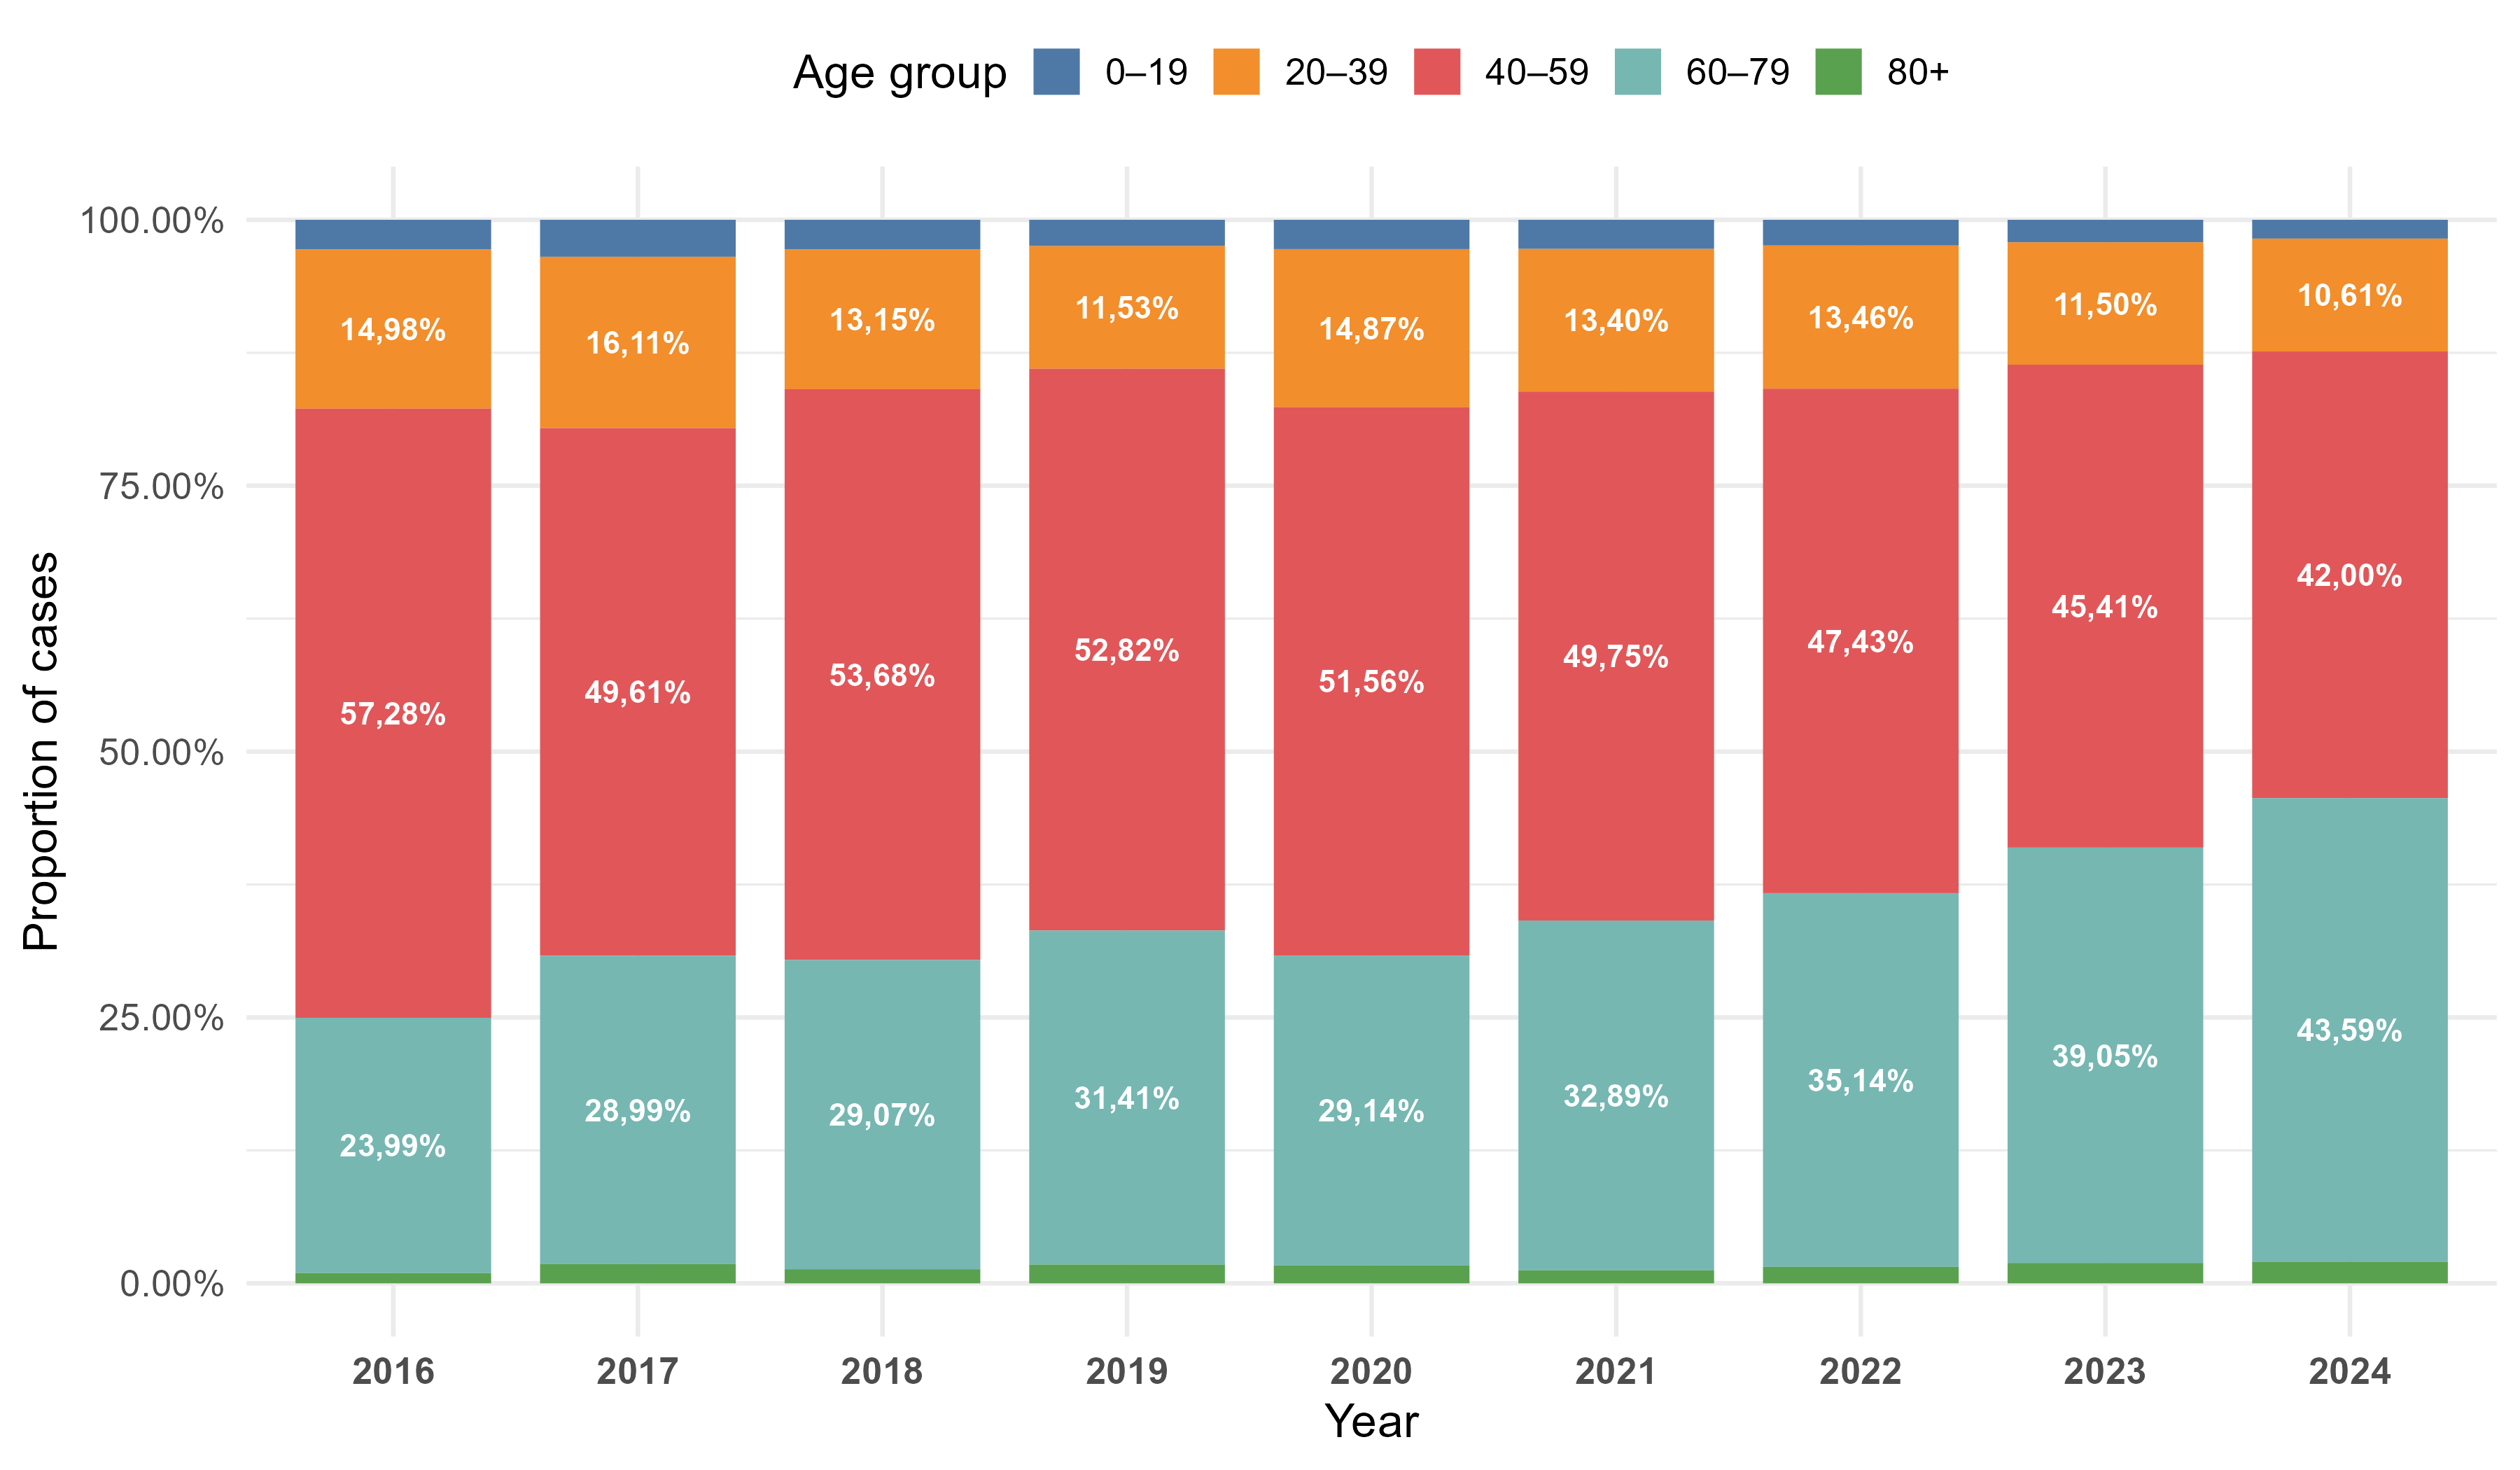 Age group 0–19 20–39 40–59 60–79 80+
100.00%
75.00%
50.00%
25.00%
0.00%
Proportion of cases
14,98% 16,11% 13,15% 11,53% 14,87% 13,40% 13,46% 11,50% 10,61%
57,28% 49,61% 53,68% 52,82% 51,56% 49,75% 47,43% 45,41% 42,00%
23,99% 28,99% 29,07% 31,41% 29,14% 32,89% 35,14% 39,05% 43,59%
2016 2017 2018 2019 2020 2021 2022 2023 2024
Year